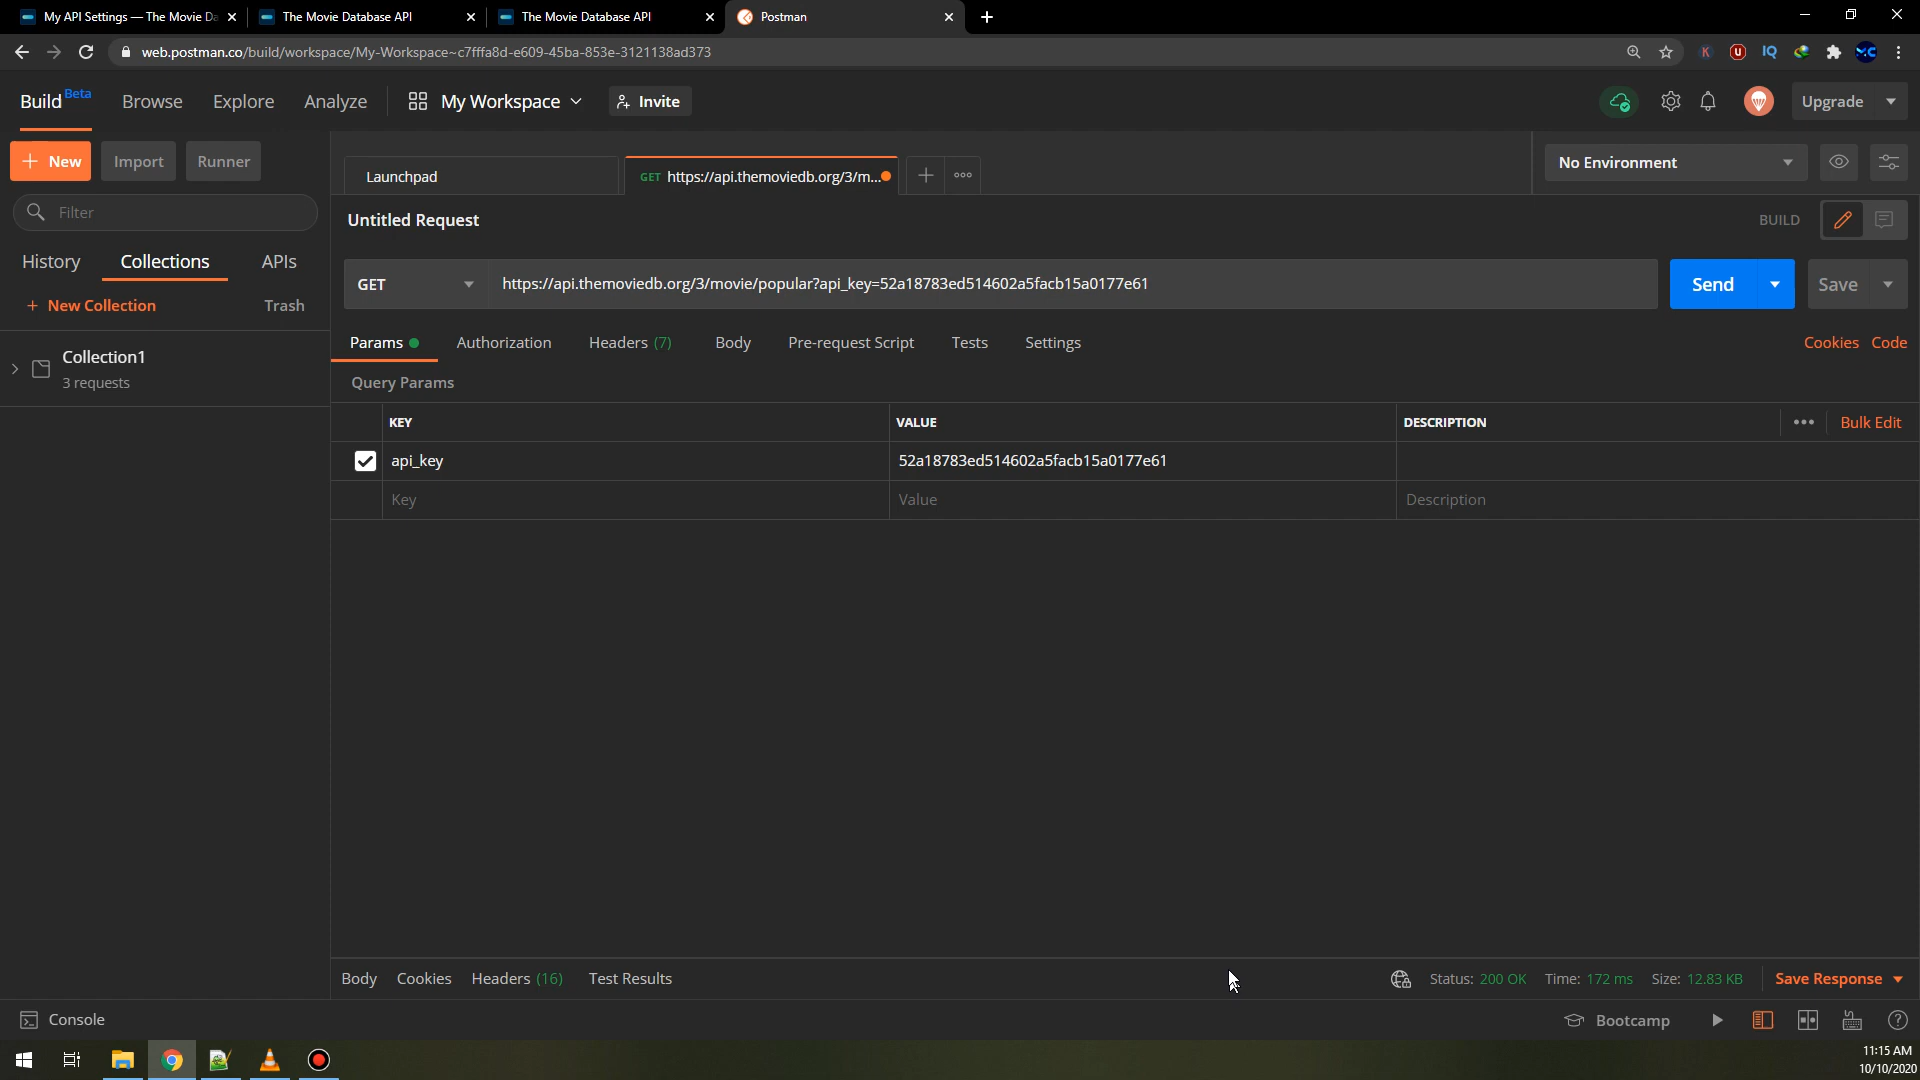 My API Settings — The Movie Da
The Movie Database API
The Movie Database API
Postman
web.postman.co/build/workspace/My-Workspace~c7fffa8d-e609-45ba-853e-3121138ad373
K
U
IQ
Build Beta
Browse
Explore
Analyze
My Workspace
Invite
Upgrade
New
Import
Runner
Launchpad
GET https://api.themoviedb.org/3/m...
No Environment
Filter
Untitled Request
BUILD
History
Collections
APIs
GET
https://api.themoviedb.org/3/movie/popular?api_key=52a18783ed514602a5facb15a0177e61
Send
Save
+ New Collection
Trash
Params
Authorization
Headers (7)
Body
Pre-request Script
Tests
Settings
Cookies
Code
Collection1
3 requests
Query Params
KEY
VALUE
DESCRIPTION
Bulk Edit
api_key
52a18783ed514602a5facb15a0177e61
Key
Value
Description
Body
Cookies
Headers (16)
Test Results
Status: 200 OK
Time: 172 ms
Size: 12.83 KB
Save Response
Console
Bootcamp
11:15 AM
10/10/2020